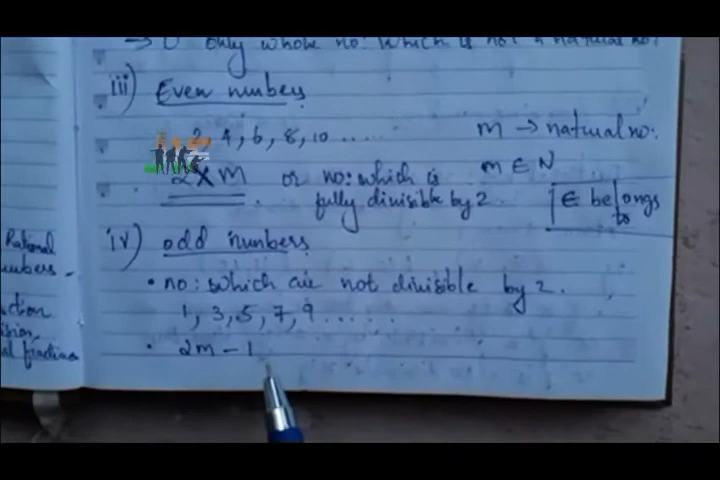 → 0 only whole no: which is not a natural no:
iii) Even numbers
2, 4, 6, 8, 10 .....
m → natural no:
2 x m or no: which is
fully divisible by 2.
m ∈ N
∈ belongs
to
iv) odd numbers
• no: which are not divisible by 2.
1, 3, 5, 7, 9 ......
• 2m - 1
Rational
numbers